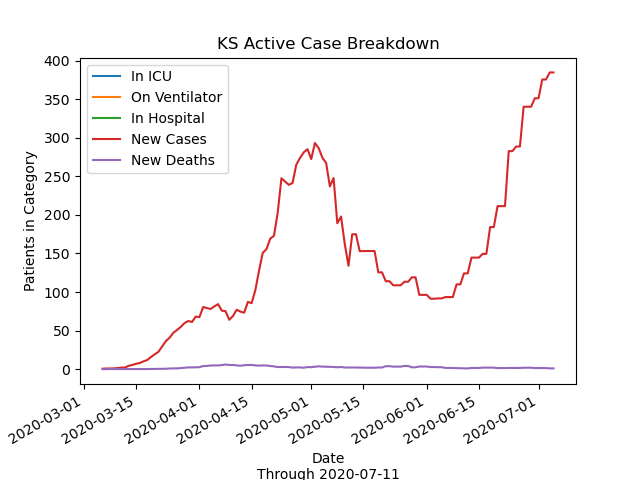 KS Active Case Breakdown
In ICU
On Ventilator
In Hospital
New Cases
New Deaths
Patients in Category
400
350
300
250
200
150
100
50
0
2020-03-01
2020-03-15
2020-04-01
2020-04-15
2020-05-01
2020-05-15
2020-06-01
2020-06-15
2020-07-01
Date
Through 2020-07-11